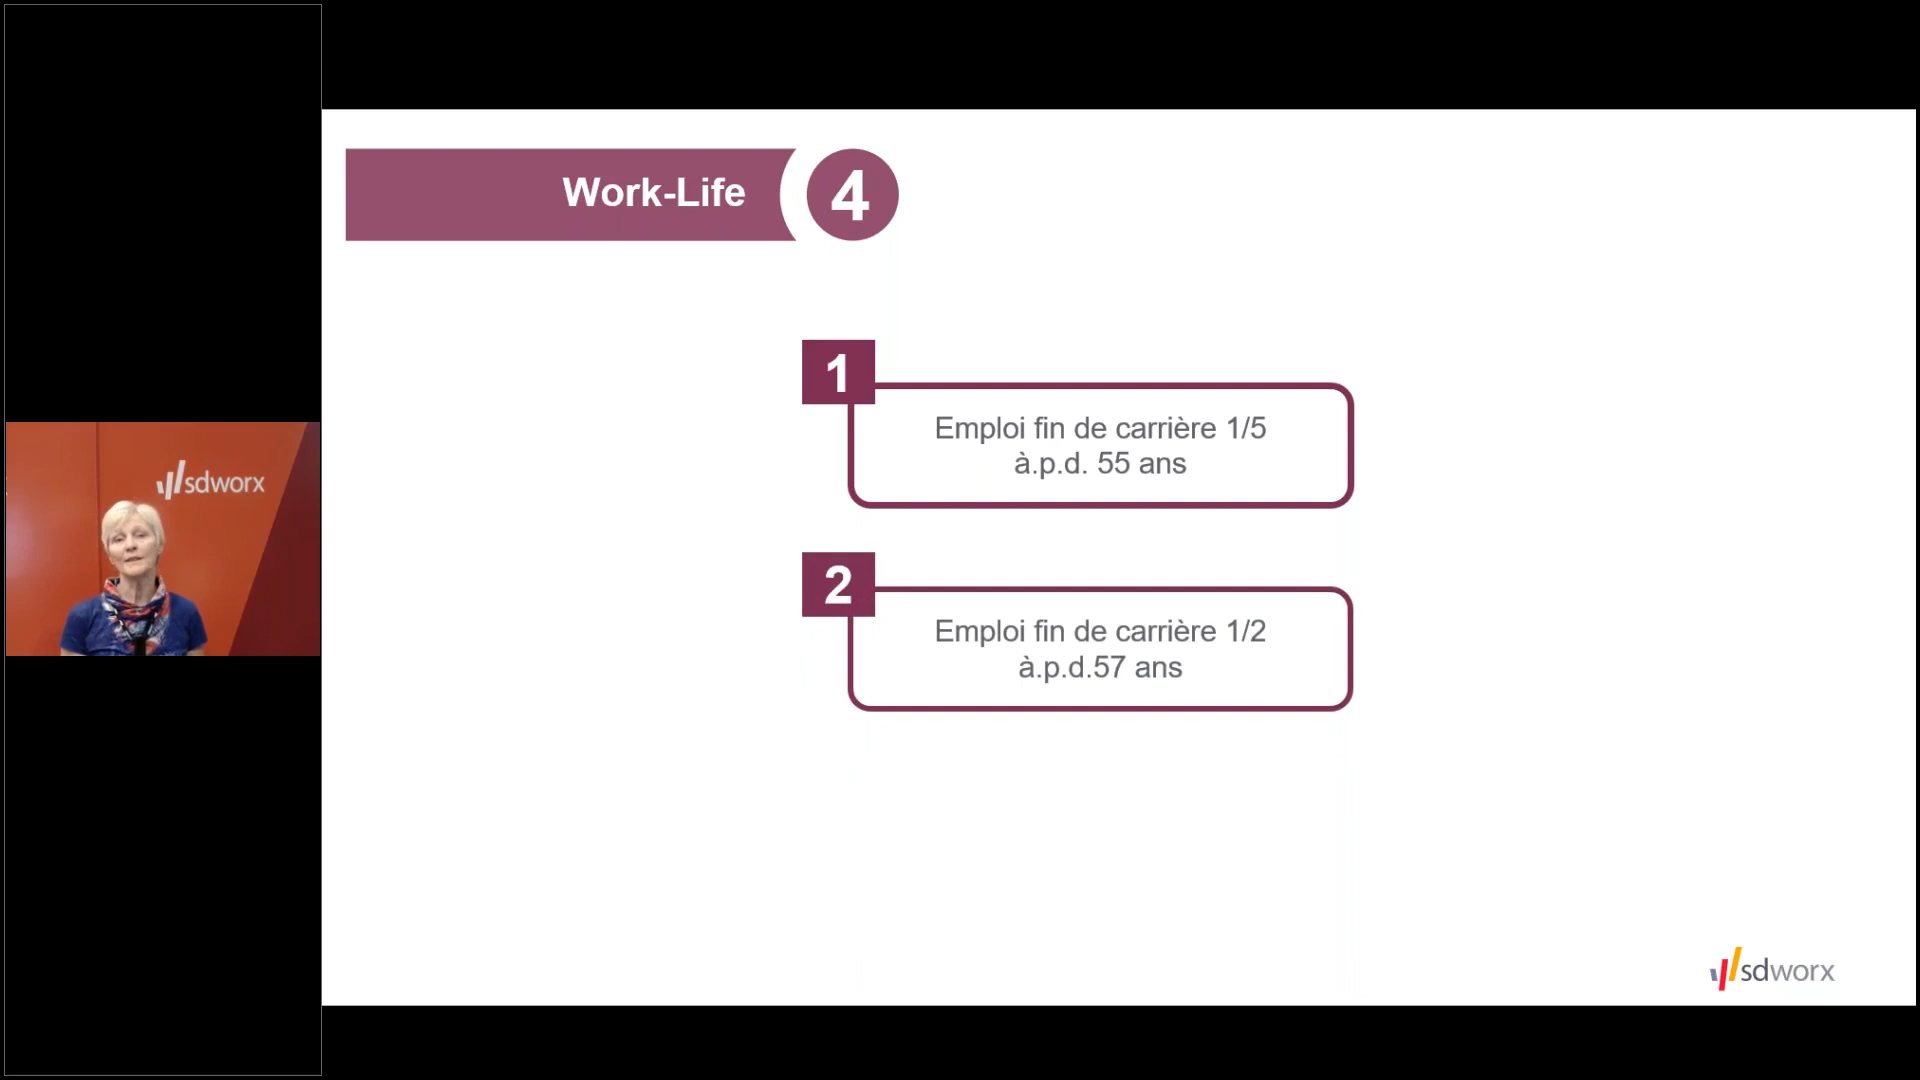 Work-Life
4
1
Emploi fin de carrière 1/5
à.p.d. 55 ans
2
Emploi fin de carrière 1/2
à.p.d.57 ans
sdworx
sdworx